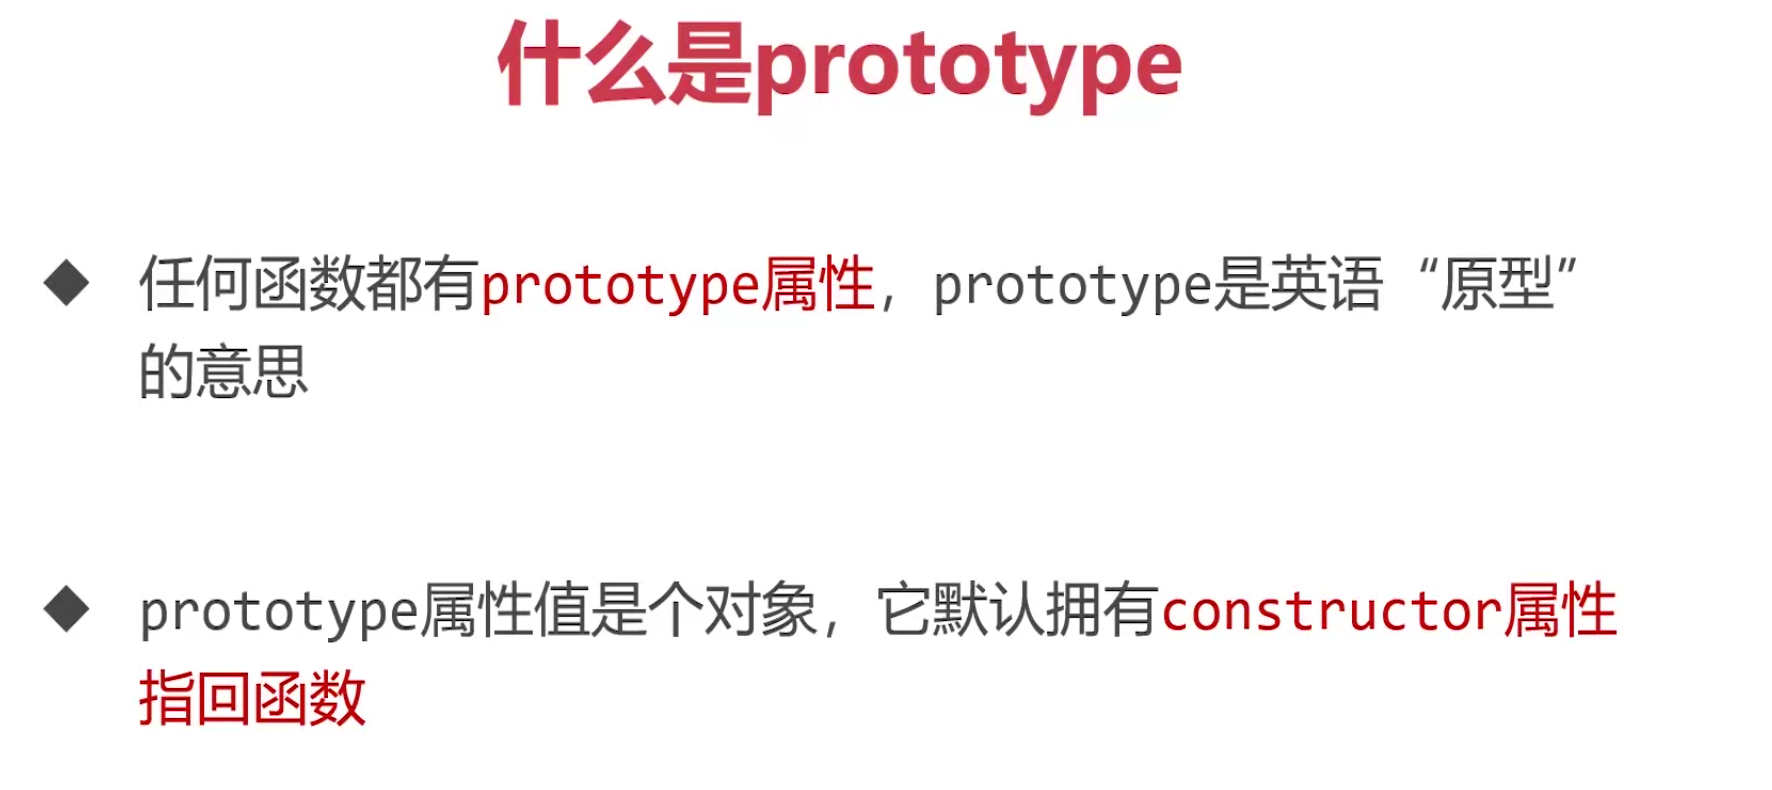 什么是prototype
◆ 任何函数都有prototype属性，prototype是英语“原型”
的意思
◆ prototype属性值是个对象，它默认拥有constructor属性
指回函数